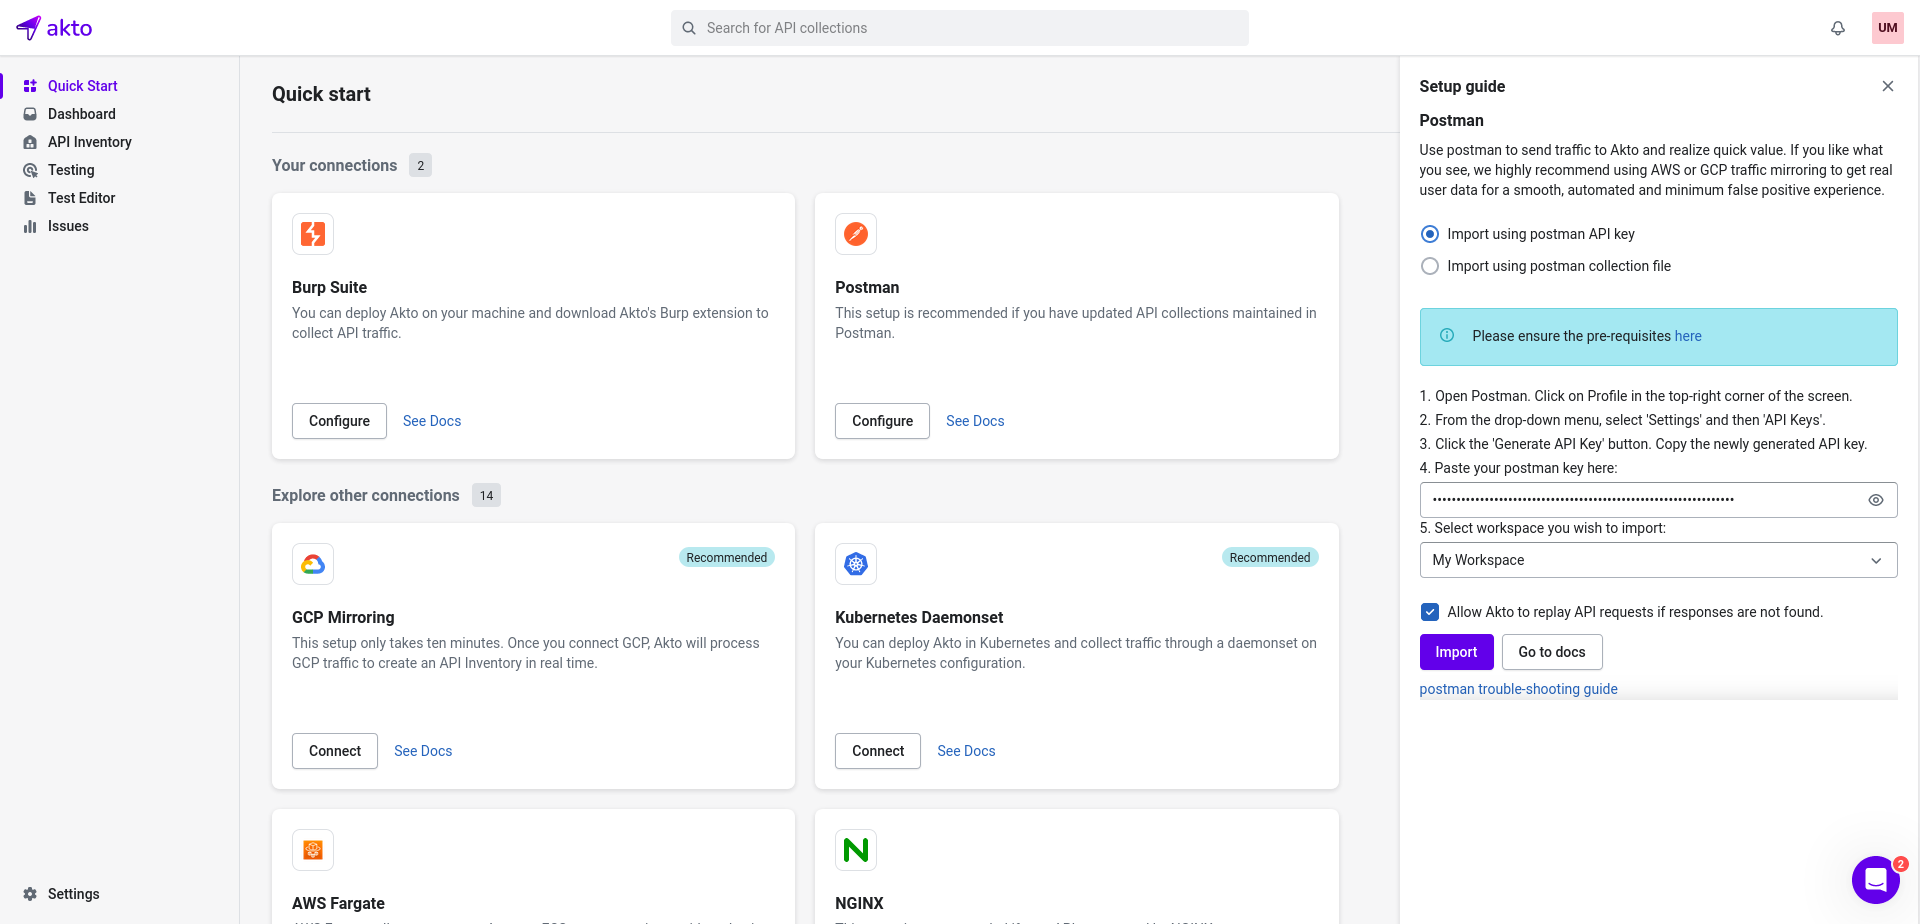 akto
Search for API collections
UM
Quick Start
Dashboard
API Inventory
Testing
Test Editor
Issues
Settings
Quick start
Your connections 2
Burp Suite
You can deploy Akto on your machine and download Akto's Burp extension to
collect API traffic.
Configure See Docs
Postman
This setup is recommended if you have updated API collections maintained in
Postman.
Configure See Docs
Explore other connections 14
Recommended
GCP Mirroring
This setup only takes ten minutes. Once you connect GCP, Akto will process
GCP traffic to create an API Inventory in real time.
Connect See Docs
Recommended
Kubernetes Daemonset
You can deploy Akto in Kubernetes and collect traffic through a daemonset on
your Kubernetes configuration.
Connect See Docs
AWS Fargate
NGINX
Setup guide
Postman
Use postman to send traffic to Akto and realize quick value. If you like what
you see, we highly recommend using AWS or GCP traffic mirroring to get real
user data for a smooth, automated and minimum false positive experience.
Import using postman API key
Import using postman collection file
Please ensure the pre-requisites here
1. Open Postman. Click on Profile in the top-right corner of the screen.
2. From the drop-down menu, select 'Settings' and then 'API Keys'.
3. Click the 'Generate API Key' button. Copy the newly generated API key.
4. Paste your postman key here:
5. Select workspace you wish to import:
My Workspace
Allow Akto to replay API requests if responses are not found.
Import Go to docs
postman trouble-shooting guide
2